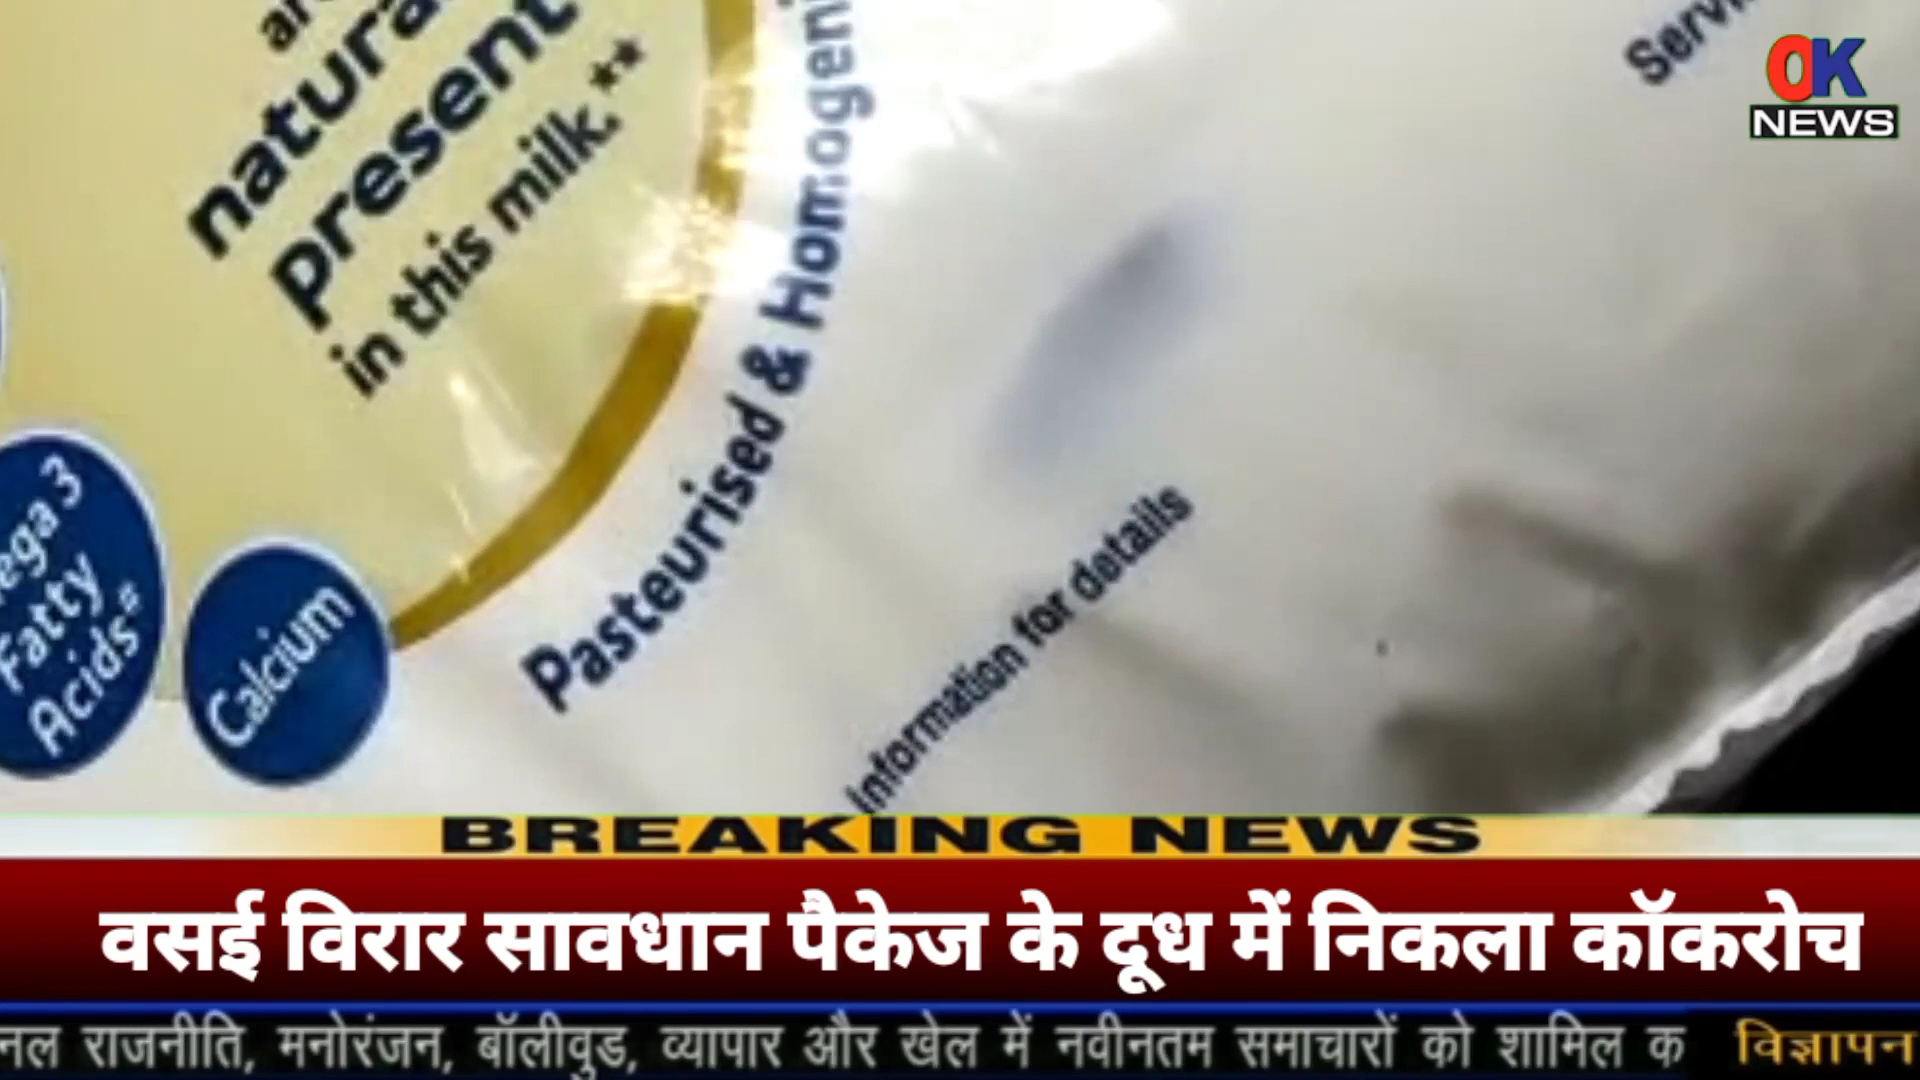 natura
present
in this milk.**
Pasteurised & Homogeni
ega 3
Fatty
Acids
Calcium
information for details
Servi
OK
NEWS
BREAKING NEWS
वसई विरार सावधान पैकेज के दूध में निकला कॉकरोच
नल राजनीति, मनोरंजन, बॉलीवुड, व्यापार और खेल में नवीनतम समाचारों को शामिल क
विज्ञापन